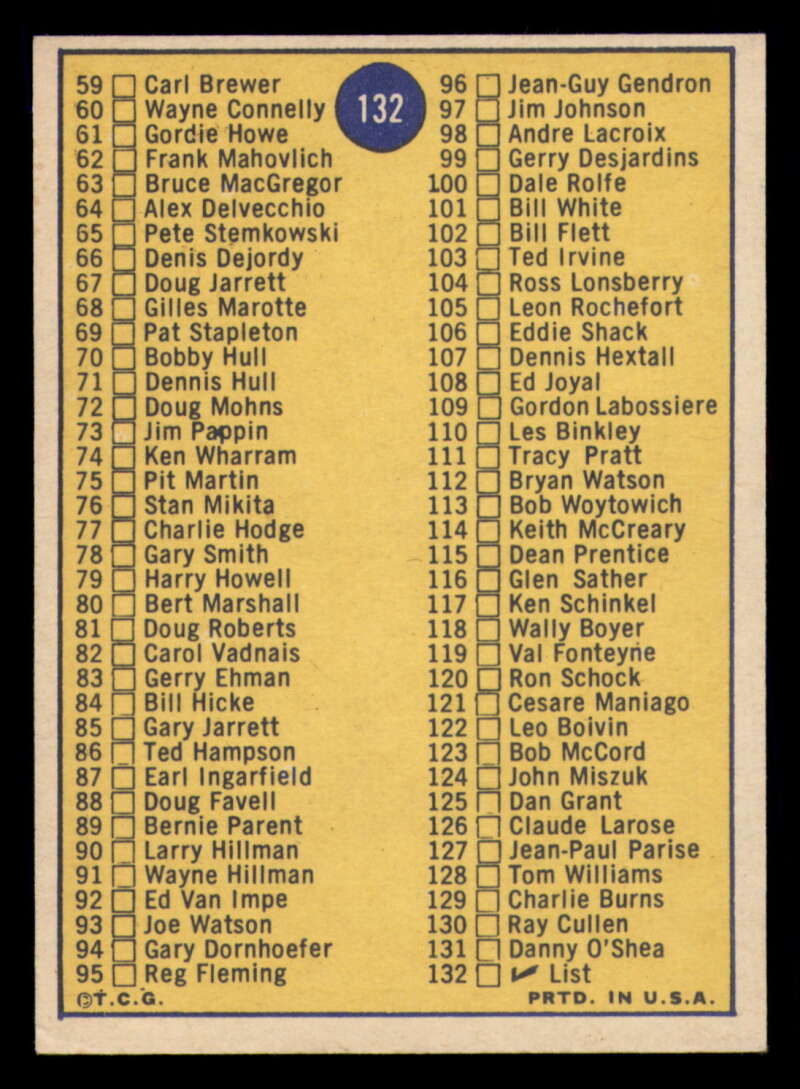 132
59 Carl Brewer
60 Wayne Connelly
61 Gordie Howe
62 Frank Mahovlich
63 Bruce MacGregor
64 Alex Delvecchio
65 Pete Stemkowski
66 Denis Dejordy
67 Doug Jarrett
68 Gilles Marotte
69 Pat Stapleton
70 Bobby Hull
71 Dennis Hull
72 Doug Mohns
73 Jim Pappin
74 Ken Wharram
75 Pit Martin
76 Stan Mikita
77 Charlie Hodge
78 Gary Smith
79 Harry Howell
80 Bert Marshall
81 Doug Roberts
82 Carol Vadnais
83 Gerry Ehman
84 Bill Hicke
85 Gary Jarrett
86 Ted Hampson
87 Earl Ingarfield
88 Doug Favell
89 Bernie Parent
90 Larry Hillman
91 Wayne Hillman
92 Ed Van Impe
93 Joe Watson
94 Gary Dornhoefer
95 Reg Fleming
©T.C.G.
96 Jean-Guy Gendron
97 Jim Johnson
98 Andre Lacroix
99 Gerry Desjardins
100 Dale Rolfe
101 Bill White
102 Bill Flett
103 Ted Irvine
104 Ross Lonsberry
105 Leon Rochefort
106 Eddie Shack
107 Dennis Hextall
108 Ed Joyal
109 Gordon Labossiere
110 Les Binkley
111 Tracy Pratt
112 Bryan Watson
113 Bob Woytowich
114 Keith McCreary
115 Dean Prentice
116 Glen Sather
117 Ken Schinkel
118 Wally Boyer
119 Val Fonteyne
120 Ron Schock
121 Cesare Maniago
122 Leo Boivin
123 Bob McCord
124 John Miszuk
125 Dan Grant
126 Claude Larose
127 Jean-Paul Parise
128 Tom Williams
129 Charlie Burns
130 Ray Cullen
131 Danny O'Shea
132 ✔ List
PRTD. IN U.S.A.